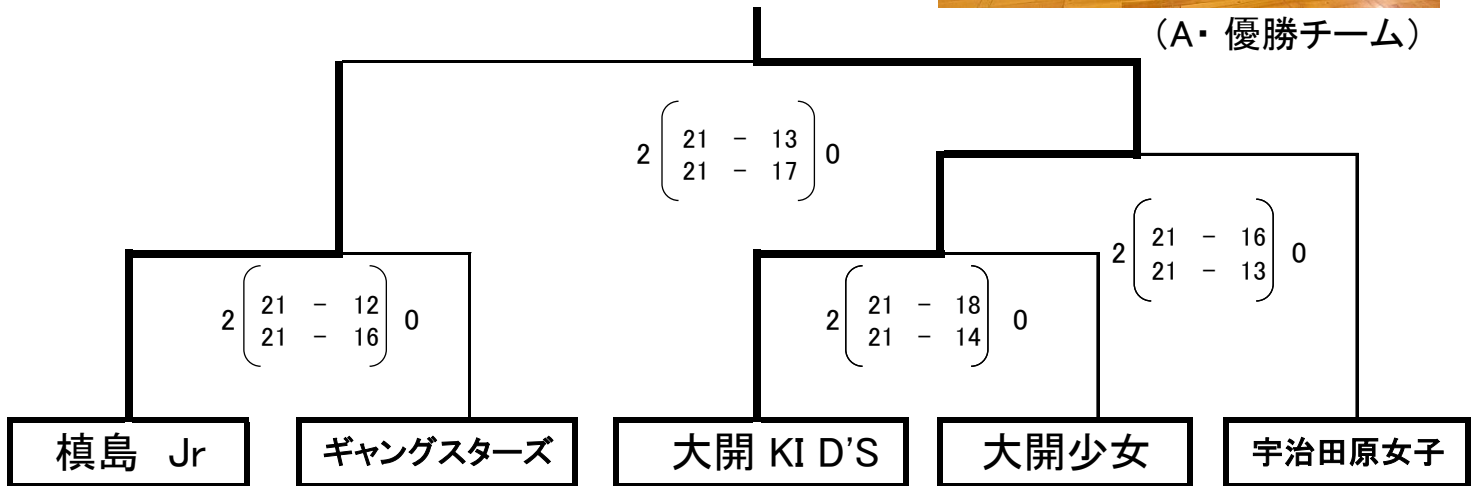 (A・優勝チーム)
2 21 - 13 0
21 - 17
2 21 - 16 0
21 - 13
2 21 - 12 0
21 - 16
2 21 - 18 0
21 - 14
槙島 Jr
ギャングスターズ
大開 KI D'S
大開少女
宇治田原女子